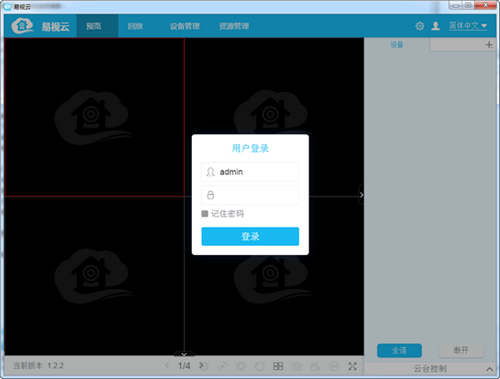 易视云
易视云 预览 回放 设备管理 资源管理 简体中文
设备
用户登录
admin
记住密码
登录
全连 断开
当前版本: 1.2.2 1/4 云台控制